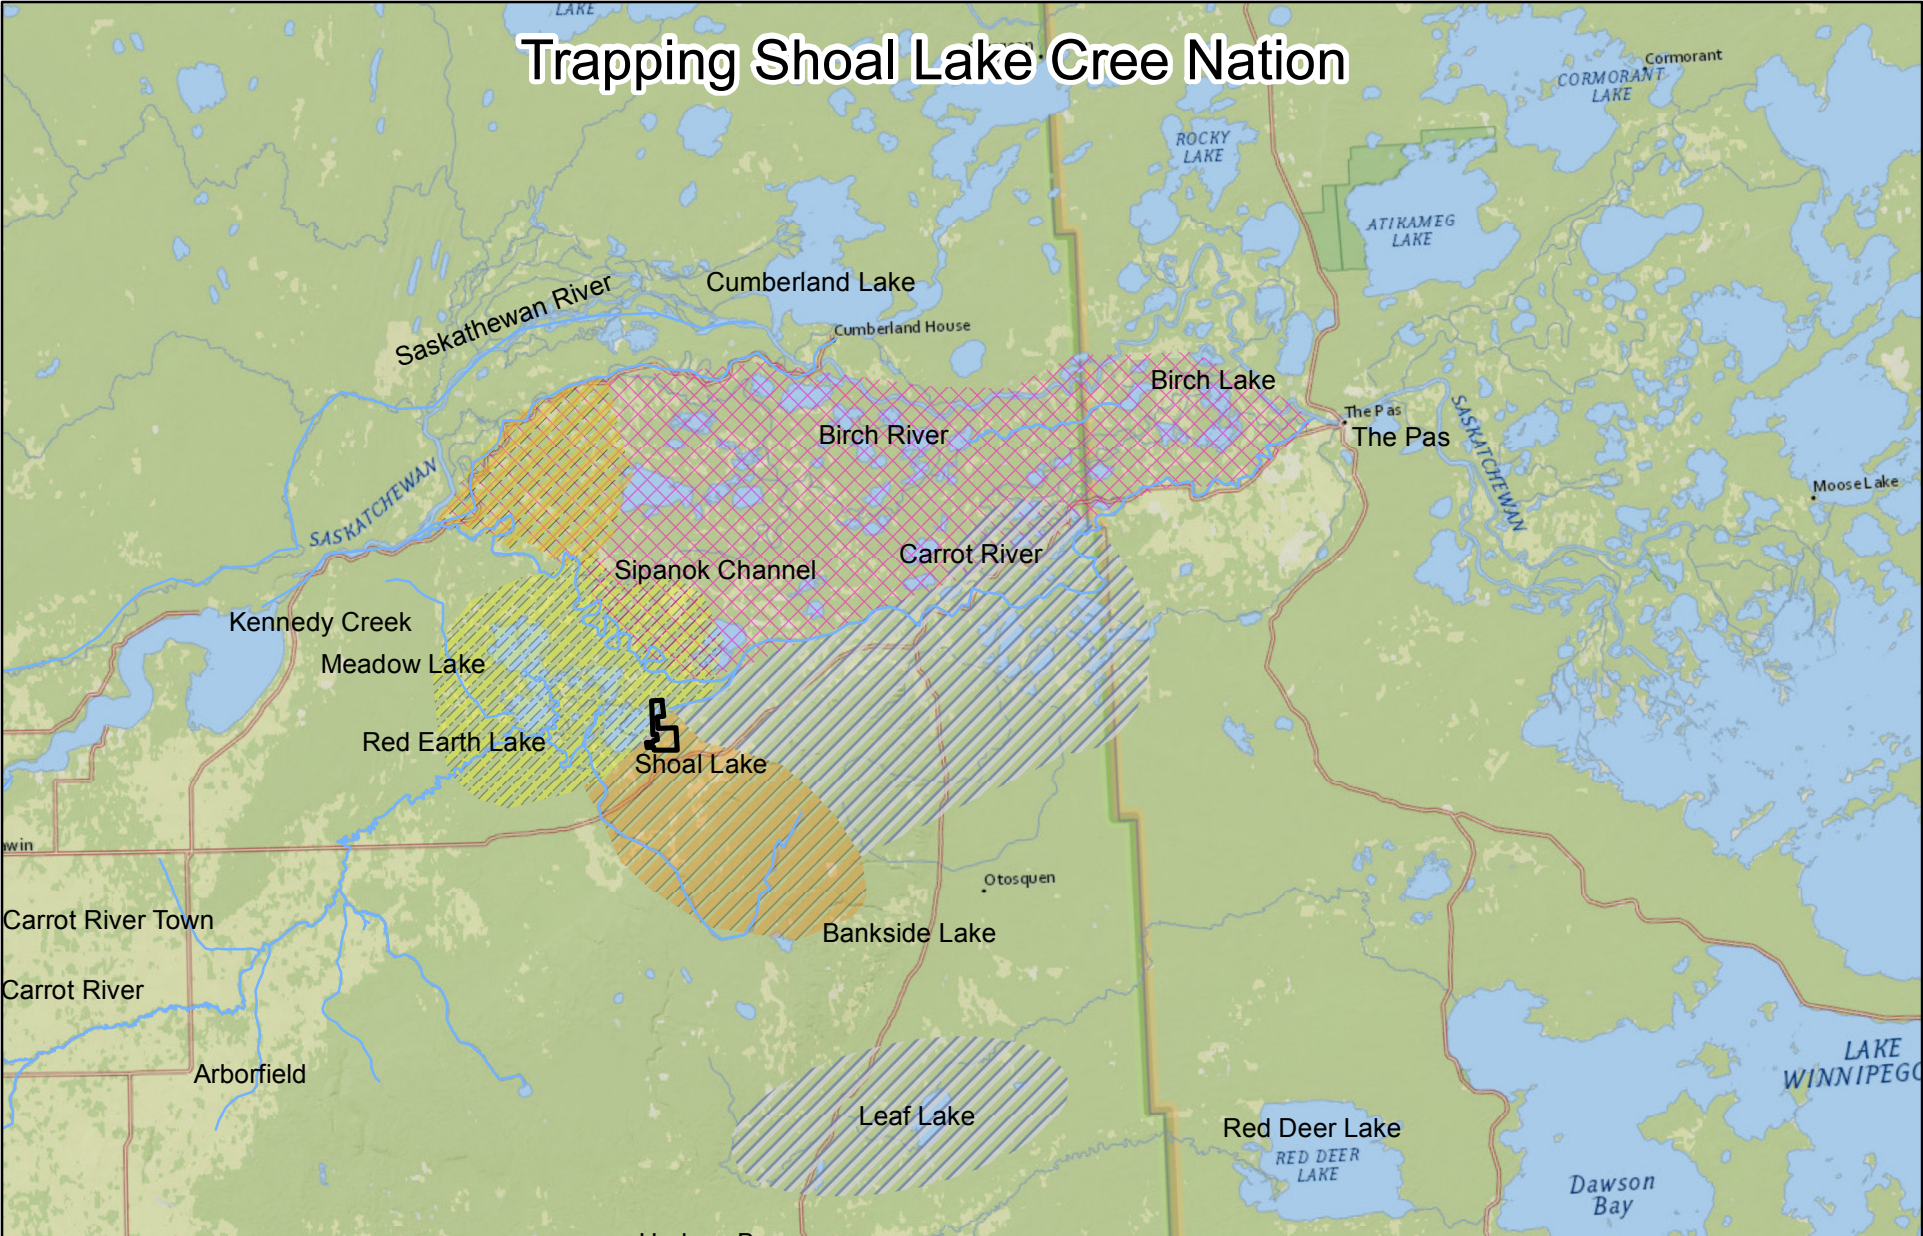 LAKE
Trapping Shoal Lake Cree Nation
Cormorant
CORMORANT
LAKE
ROCKY
LAKE
ATIKAMEG
LAKE
Saskathewan River
Cumberland Lake
Cumberland House
Birch Lake
The Pas
The Pas
Birch River
SASKATCHEWAN
SASKATCHEWAN
Moose Lake
Carrot River
Sipanok Channel
Kennedy Creek
Meadow Lake
Red Earth Lake
Shoal Lake
Otosquen
Carrot River Town
Bankside Lake
Carrot River
Arborfield
LAKE
Leaf Lake
Red Deer Lake
RED DEER
LAKE
Dawson
Bay